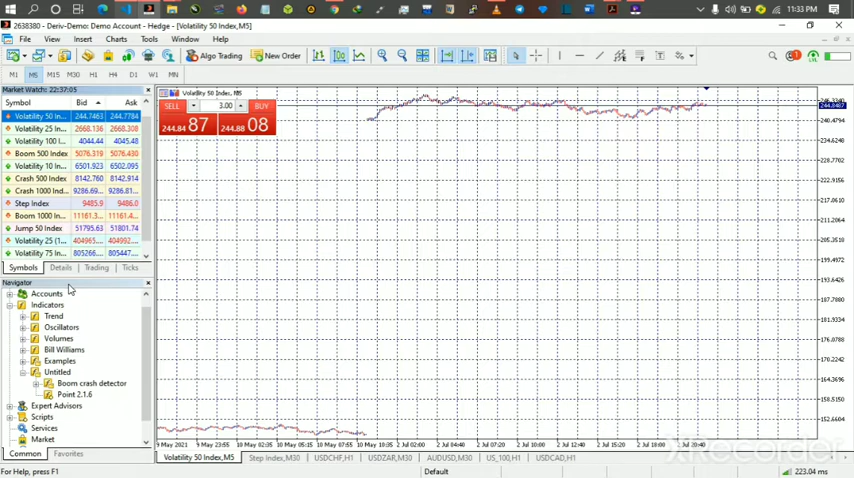 11:33 PM
2638380 - Deriv-Demo: Demo Account - Hedge - [Volatility 50 Index,M5]
File View Insert Charts Tools Window Help
Algo Trading New Order
M1 M5 M15 M30 H1 H4 D1 W1 MN
Market Watch: 22:37:05
Symbol Bid Ask
Volatility 50 In... 244.7463 244.7784
Volatility 25 In... 2668.136 2668.308
Volatility 100 I... 4044.44 4045.48
Boom 500 Index 5076.319 5076.430
Volatility 10 In... 6501.923 6502.095
Crash 500 Index 8142.760 8142.914
Crash 1000 Ind... 9286.69... 9286.81...
Step Index 9485.9 9486.0
Boom 1000 In... 11161.3... 11161.4...
Jump 50 Index 51795.63 51801.74
Volatility 25 (1... 404965.... 404992....
Volatility 75 In... 805266.... 805447....
Symbols Details Trading Ticks
Navigator
Accounts
Indicators
Trend
Oscillators
Volumes
Bill Williams
Examples
Untitled
Boom crash detector
Point 2.1.6
Expert Advisors
Scripts
Services
Market
Common Favorites
Volatility 50 Index, M5
SELL 3.00 BUY
244.84 87 244.88 08
244.8487
240.4794
234.6234
228.7702
222.9156
217.0610
211.2064
205.3518
199.4972
193.6426
187.7880
181.9334
176.0788
170.2242
164.3696
158.5150
152.6604
9 May 2021 9 May 23:55 10 May 02:35 10 May 05:15 10 May 07:55 10 May 10:35 2 Jul 02:00 2 Jul 04:40 2 Jul 07:20 2 Jul 10:00 2 Jul 12:40 2 Jul 15:20 2 Jul 18:00 2 Jul 20:40
Volatility 50 Index,M5 Step Index,M30 USDCHF,H1 USDZAR,M30 AUDUSD,M30 US_100,H1 USDCAD,H1
XRecorder
For Help, press F1 Default 223.04 ms